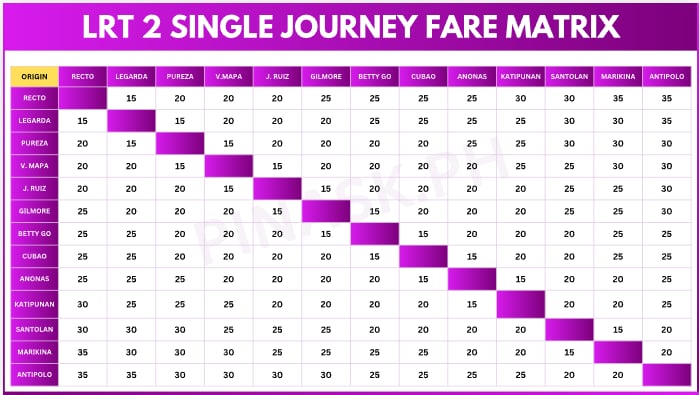 LRT 2 SINGLE JOURNEY FARE MATRIX
ORIGIN RECTO LEGARDA PUREZA V.MAPA J. RUIZ GILMORE BETTY GO CUBAO ANONAS KATIPUNAN SANTOLAN MARIKINA ANTIPOLO
RECTO 15 20 20 20 25 25 25 25 30 30 35 35
LEGARDA 15 15 20 20 20 25 25 25 25 30 30 35
PUREZA 20 15 15 20 20 20 20 25 25 30 30 30
V. MAPA 20 20 15 15 20 20 20 20 25 25 30 30
J. RUIZ 20 20 20 15 15 20 20 20 20 25 25 30
GILMORE 25 20 20 20 15 15 20 20 20 25 25 30
BETTY GO 25 25 20 20 20 15 15 20 20 20 25 25
CUBAO 25 25 20 20 20 20 15 15 20 20 25 25
ANONAS 25 25 25 20 20 20 20 15 15 20 20 25
KATIPUNAN 30 25 25 25 20 20 20 20 15 20 20 25
SANTOLAN 30 30 30 25 25 25 20 20 20 20 15 20
MARIKINA 35 30 30 30 25 25 25 25 20 20 15 20
ANTIPOLO 35 35 30 30 30 30 25 25 25 25 20 20
PINASK.PH